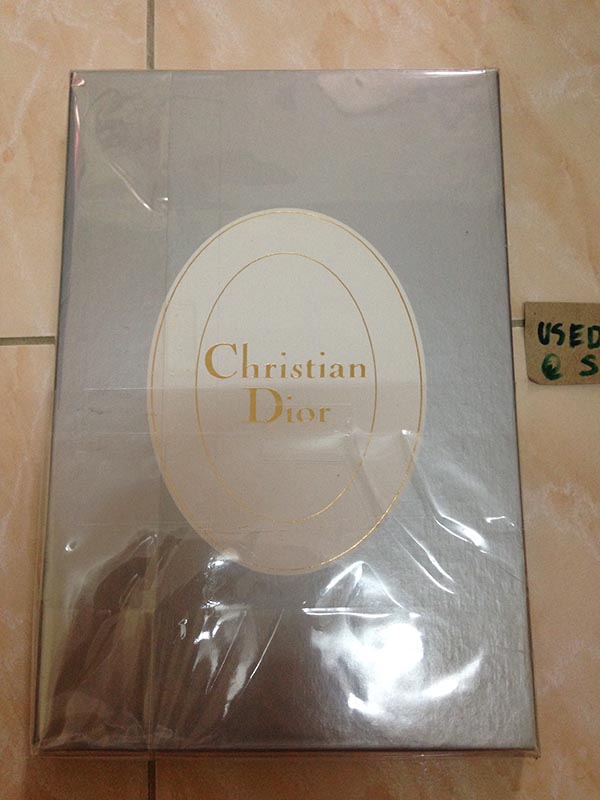 Christian
Dior
USED
@ S